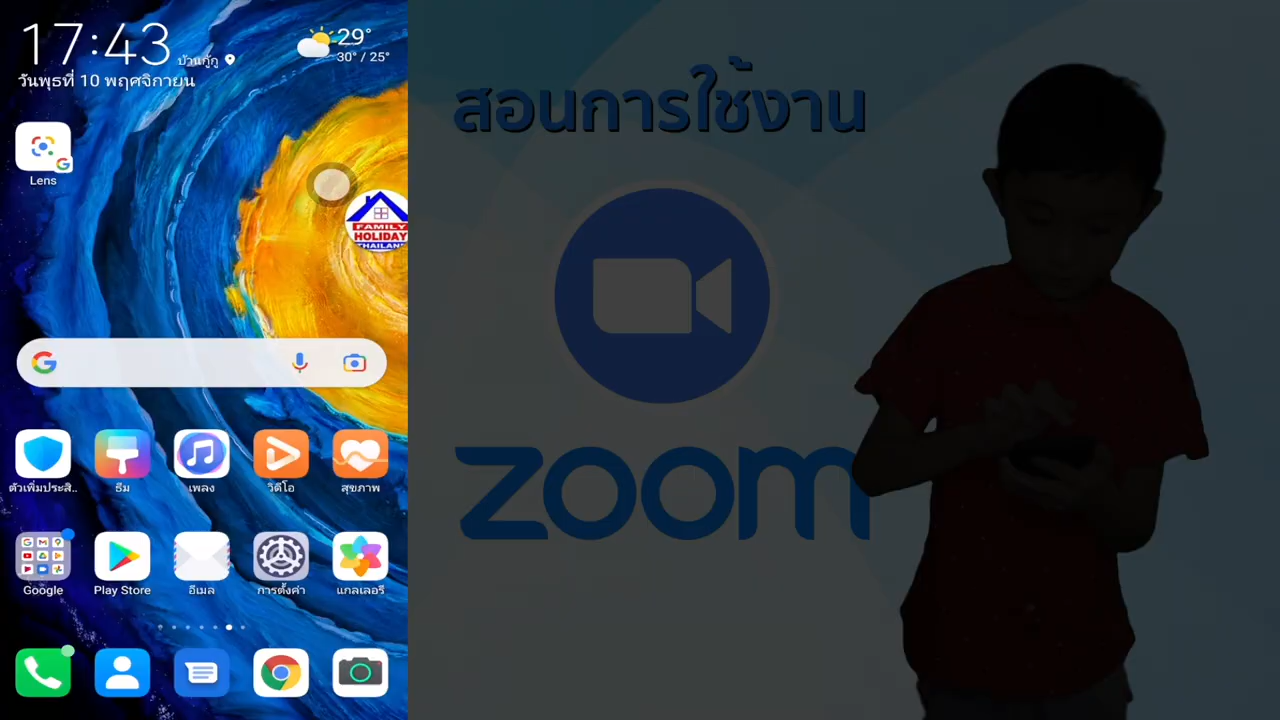 17:43
บ้านกู้กู
วันพุธที่ 10 พฤศจิกายน
29°
30° / 25°
Lens
FAMILY
HOLIDAY
THAILAND
ตัวเพิ่มประสิ..
ธีม
เพลง
วิดีโอ
สุขภาพ
Google
Play Store
อีเมล
การตั้งค่า
แกลเลอรี
สอนการใช้งาน
zoom